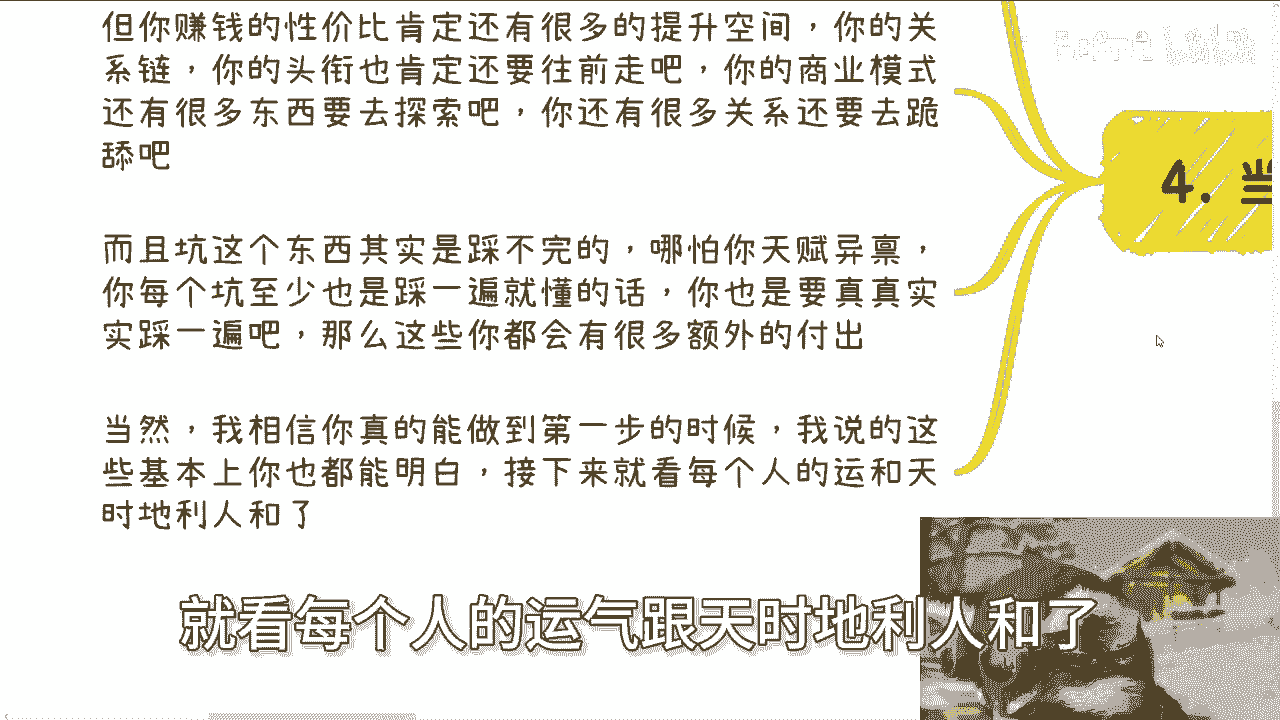 但你赚钱的性价比肯定还有很多的提升空间，你的关
系链，你的头衔也肯定还要往前走吧，你的商业模式
还有很多东西要去探索吧，你还有很多关系还要去跪
舔吧
而且坑这个东西其实是踩不完的，哪怕你天赋异禀，
你每个坑至少也是踩一遍就懂的话，你也是要真真实
实踩一遍吧，那么这些你都会有很多额外的付出
当然，我相信你真的能做到第一步的时候，我说的这
些基本上你也都能明白，接下来就看每个人的运和天
时地利人和了
4. 当
就看每个人的运气跟天时地利人和了